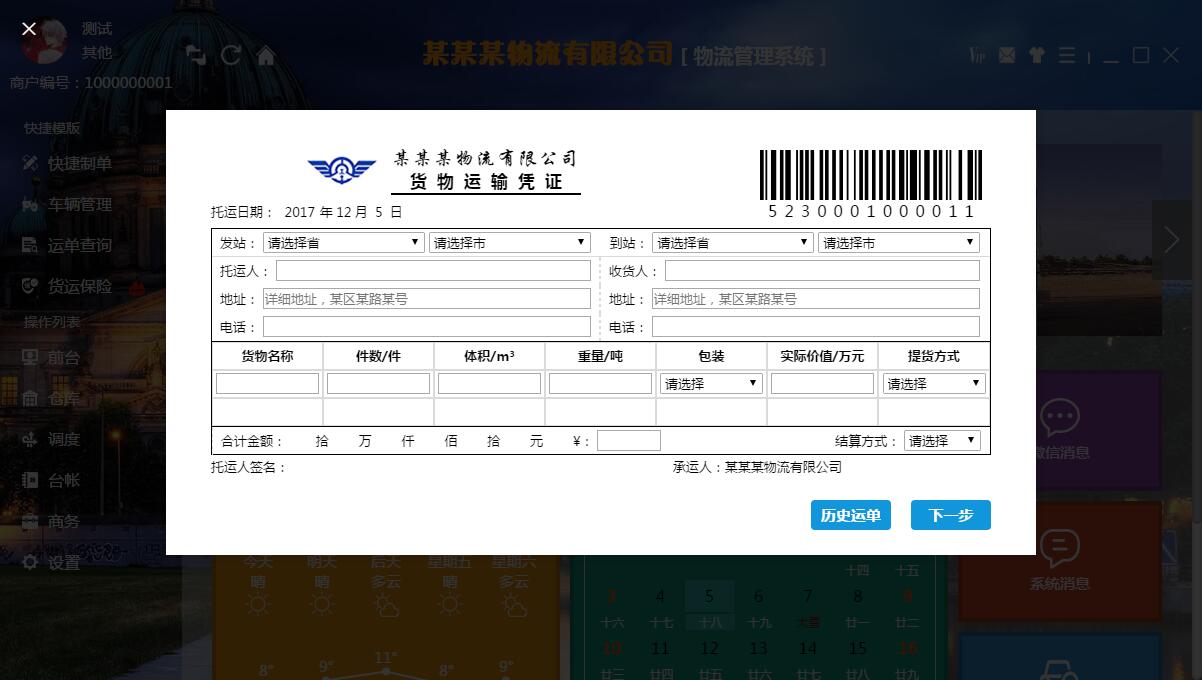 测试
其他
商户编号：1000000001
某某某物流有限公司 [ 物流管理系统 ]
Vip
快捷模版
快捷制单
车辆管理
运单查询
货运保险
操作列表
前台
仓库
调度
台帐
商务
设置
某某某物流有限公司
货物运输凭证
5230001000011
托运日期： 2017 年 12 月 5 日
发站： 请选择省 请选择市 到站： 请选择省 请选择市
托运人： 收货人：
地址： 详细地址，某区某路某号 地址： 详细地址，某区某路某号
电话： 电话：
货物名称 件数/件 体积/m³ 重量/吨 包装 实际价值/万元 提货方式
请选择 请选择
合计金额： 拾 万 仟 佰 拾 元 ¥： 结算方式： 请选择
托运人签名： 承运人：某某某物流有限公司
历史运单 下一步
微信消息
系统消息
今天 明天 后天 星期五 星期六
晴 晴 多云 晴 多云
8° 9° 11° 8° 9°
十四 十五
3 4 5 6 7 8 9
十六 十七 十八 十九 大雪 廿一 廿二
10 11 12 13 14 15 16
廿三 廿四 廿五 廿六 廿七 廿八 廿九